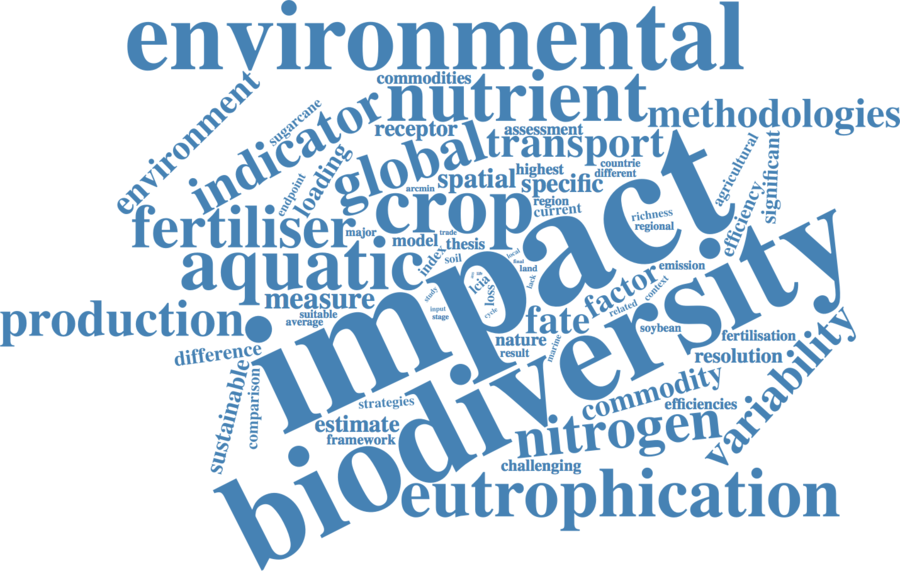 environmental
commodities
nutrient
environment
sugarcane
indicator
methodologies
receptor
assessment
transport
global
loading
endpoint
highest
countrie
different
agricultural
significant
spatial
specific
arcmin
crop
region
current
richness
regional
efficiency
fertiliser
major
trade
model
thesis
impact
aquatic
index
soil
local
final
land
emission
lcia
loss
lack
context
factor
related
measure
study
input
stage
cycle
biodiversity
production
suitable
average
fate
soybean
fertilisation
nature
result
marine
resolution
difference
variability
sustainable
comparison
strategies
commodity
efficiencies
estimate
framework
nitrogen
challenging
eutrophication